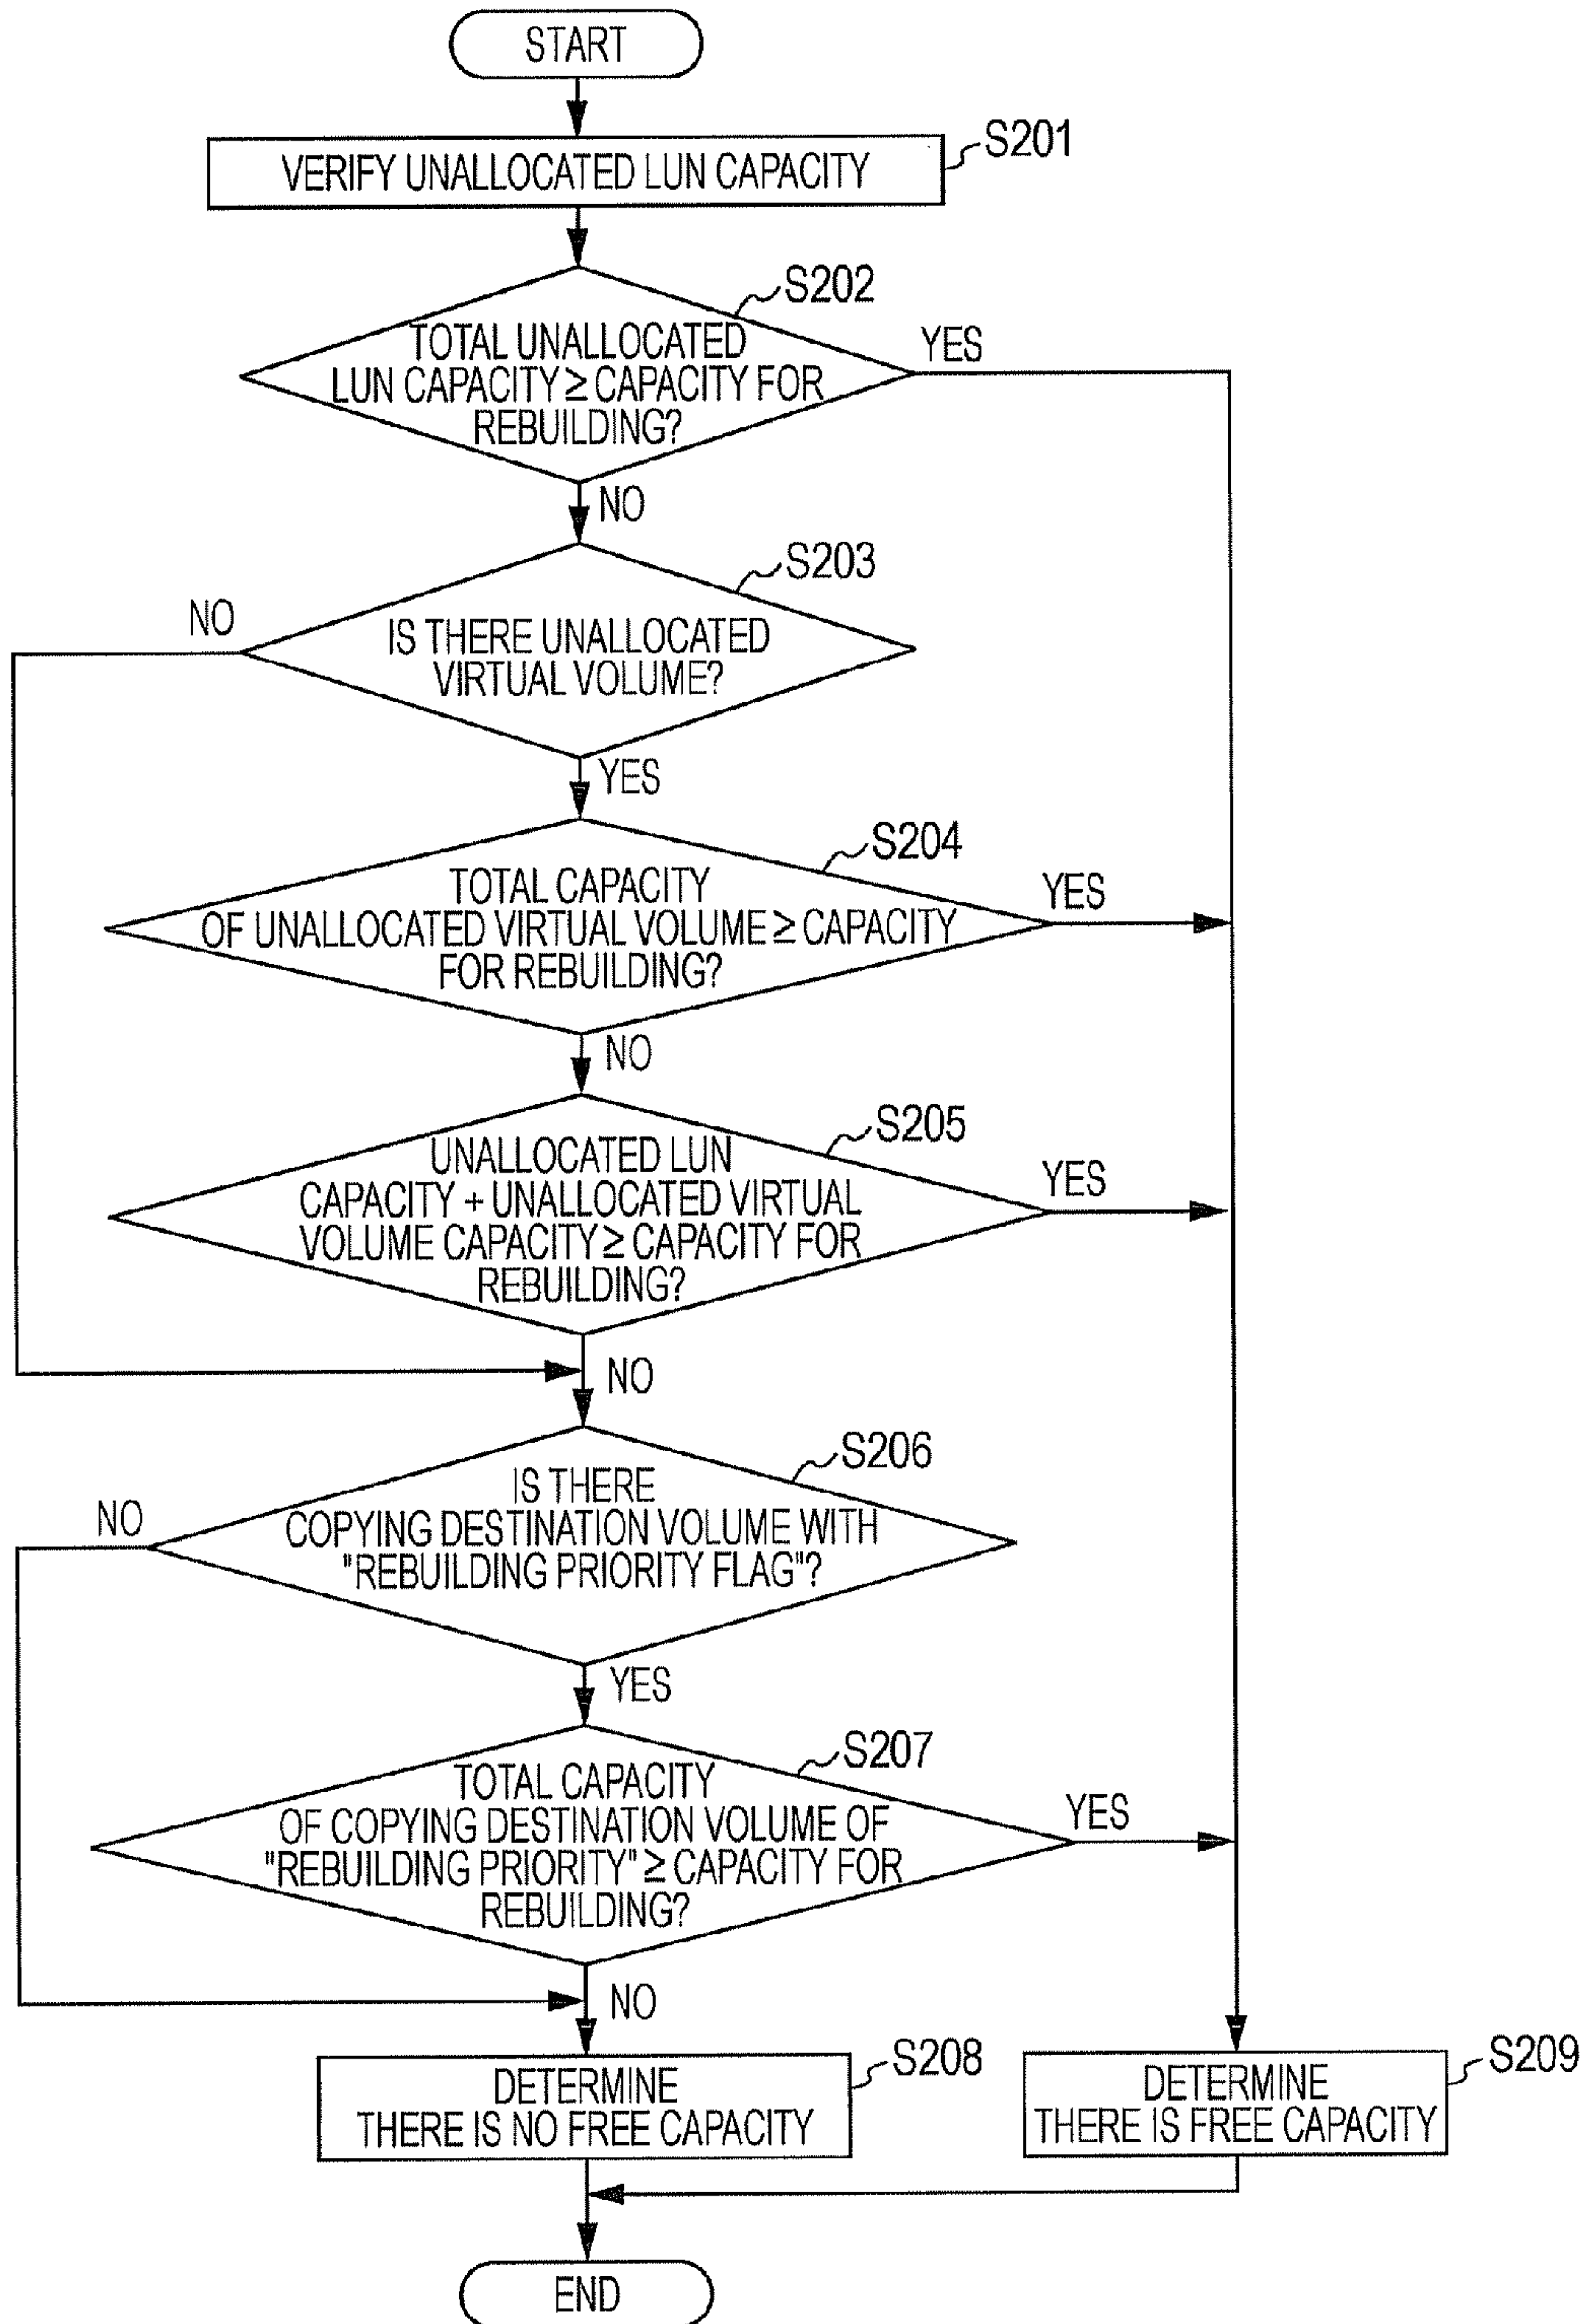 START
VERIFY UNALLOCATED LUN CAPACITY
S201
S202
TOTAL UNALLOCATED
LUN CAPACITY ≥ CAPACITY FOR
REBUILDING?
YES
NO
S203
NO
IS THERE UNALLOCATED
VIRTUAL VOLUME?
YES
S204
TOTAL CAPACITY
OF UNALLOCATED VIRTUAL VOLUME ≥ CAPACITY
FOR REBUILDING?
YES
NO
S205
UNALLOCATED LUN
CAPACITY + UNALLOCATED VIRTUAL
VOLUME CAPACITY ≥ CAPACITY FOR
REBUILDING?
YES
NO
S206
IS THERE
COPYING DESTINATION VOLUME WITH
"REBUILDING PRIORITY FLAG"?
NO
YES
S207
TOTAL CAPACITY
OF COPYING DESTINATION VOLUME OF
"REBUILDING PRIORITY" ≥ CAPACITY FOR
REBUILDING?
YES
NO
S208
DETERMINE
THERE IS NO FREE CAPACITY
S209
DETERMINE
THERE IS FREE CAPACITY
END